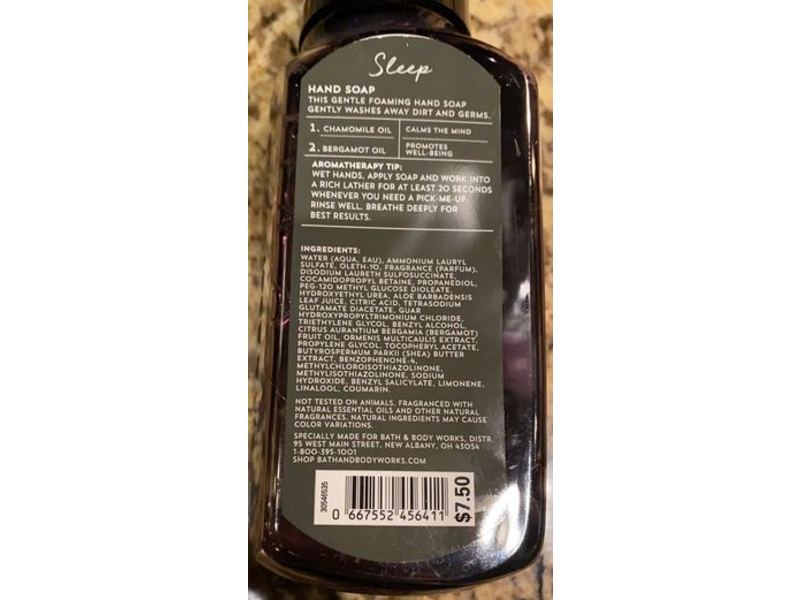 Sleep
HAND SOAP
THIS GENTLE FOAMING HAND SOAP
GENTLY WASHES AWAY DIRT AND GERMS.
1. CHAMOMILE OIL
CALMS THE MIND
2. BERGAMOT OIL
PROMOTES
WELL-BEING
AROMATHERAPY TIP:
WET HANDS, APPLY SOAP AND WORK INTO
A RICH LATHER FOR AT LEAST 20 SECONDS
WHENEVER YOU NEED A PICK-ME-UP.
RINSE WELL. BREATHE DEEPLY FOR
BEST RESULTS.
INGREDIENTS:
WATER (AQUA, EAU), AMMONIUM LAURYL
SULFATE, OLETH-10, FRAGRANCE (PARFUM),
DISODIUM LAURETH SULFOSUCCINATE,
COCAMIDOPROPYL BETAINE, PROPANEDIOL,
PEG-120 METHYL GLUCOSE DIOLEATE,
HYDROXYETHYL UREA, ALOE BARBADENSIS
LEAF JUICE, CITRIC ACID, TETRASODIUM
GLUTAMATE DIACETATE, GUAR
HYDROXYPROPYLTRIMONIUM CHLORIDE,
TRIETHYLENE GLYCOL, BENZYL ALCOHOL,
CITRUS AURANTIUM BERGAMIA (BERGAMOT)
FRUIT OIL, ORMENIS MULTICAULIS EXTRACT,
PROPYLENE GLYCOL, TOCOPHERYL ACETATE,
BUTYROSPERMUM PARKII (SHEA) BUTTER
EXTRACT, BENZOPHENONE-4,
METHYLCHLOROISOTHIAZOLINONE,
METHYLISOTHIAZOLINONE, SODIUM
HYDROXIDE, BENZYL SALICYLATE, LIMONENE,
LINALOOL, COUMARIN.
NOT TESTED ON ANIMALS. FRAGRANCED WITH
NATURAL ESSENTIAL OILS AND OTHER NATURAL
FRAGRANCES. NATURAL INGREDIENTS MAY CAUSE
COLOR VARIATIONS.
SPECIALLY MADE FOR BATH & BODY WORKS, DISTR.
95 WEST MAIN STREET, NEW ALBANY, OH 43054
1-800-395-1001
SHOP BATHANDBODYWORKS.COM
30546535
0 667552 456411
$7.50